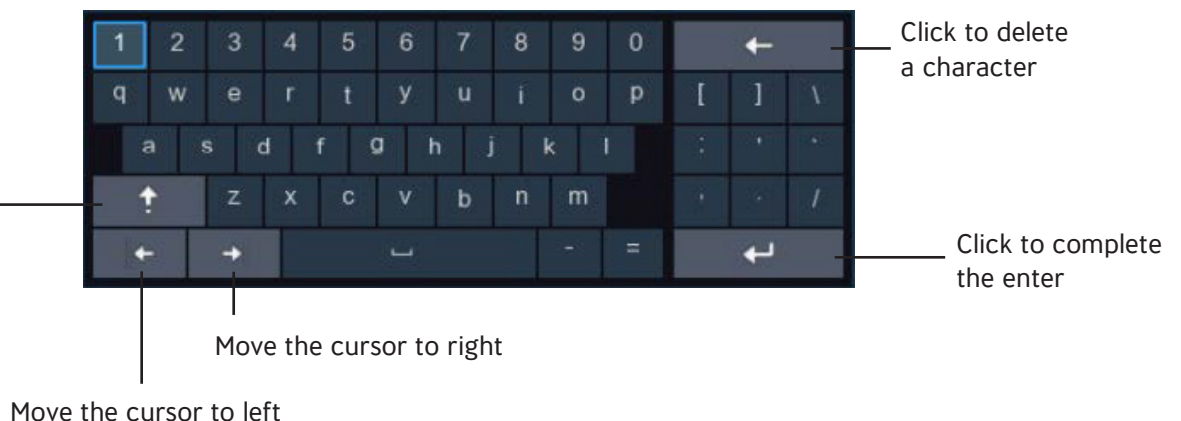 1 2 3 4 5 6 7 8 9 0
Click to delete
a character
q w e r t y u i o p [ ] \
a s d f g h j k l : ' `
z x c v b n m , . /
- =
Click to complete
the enter
Move the cursor to right
Move the cursor to left